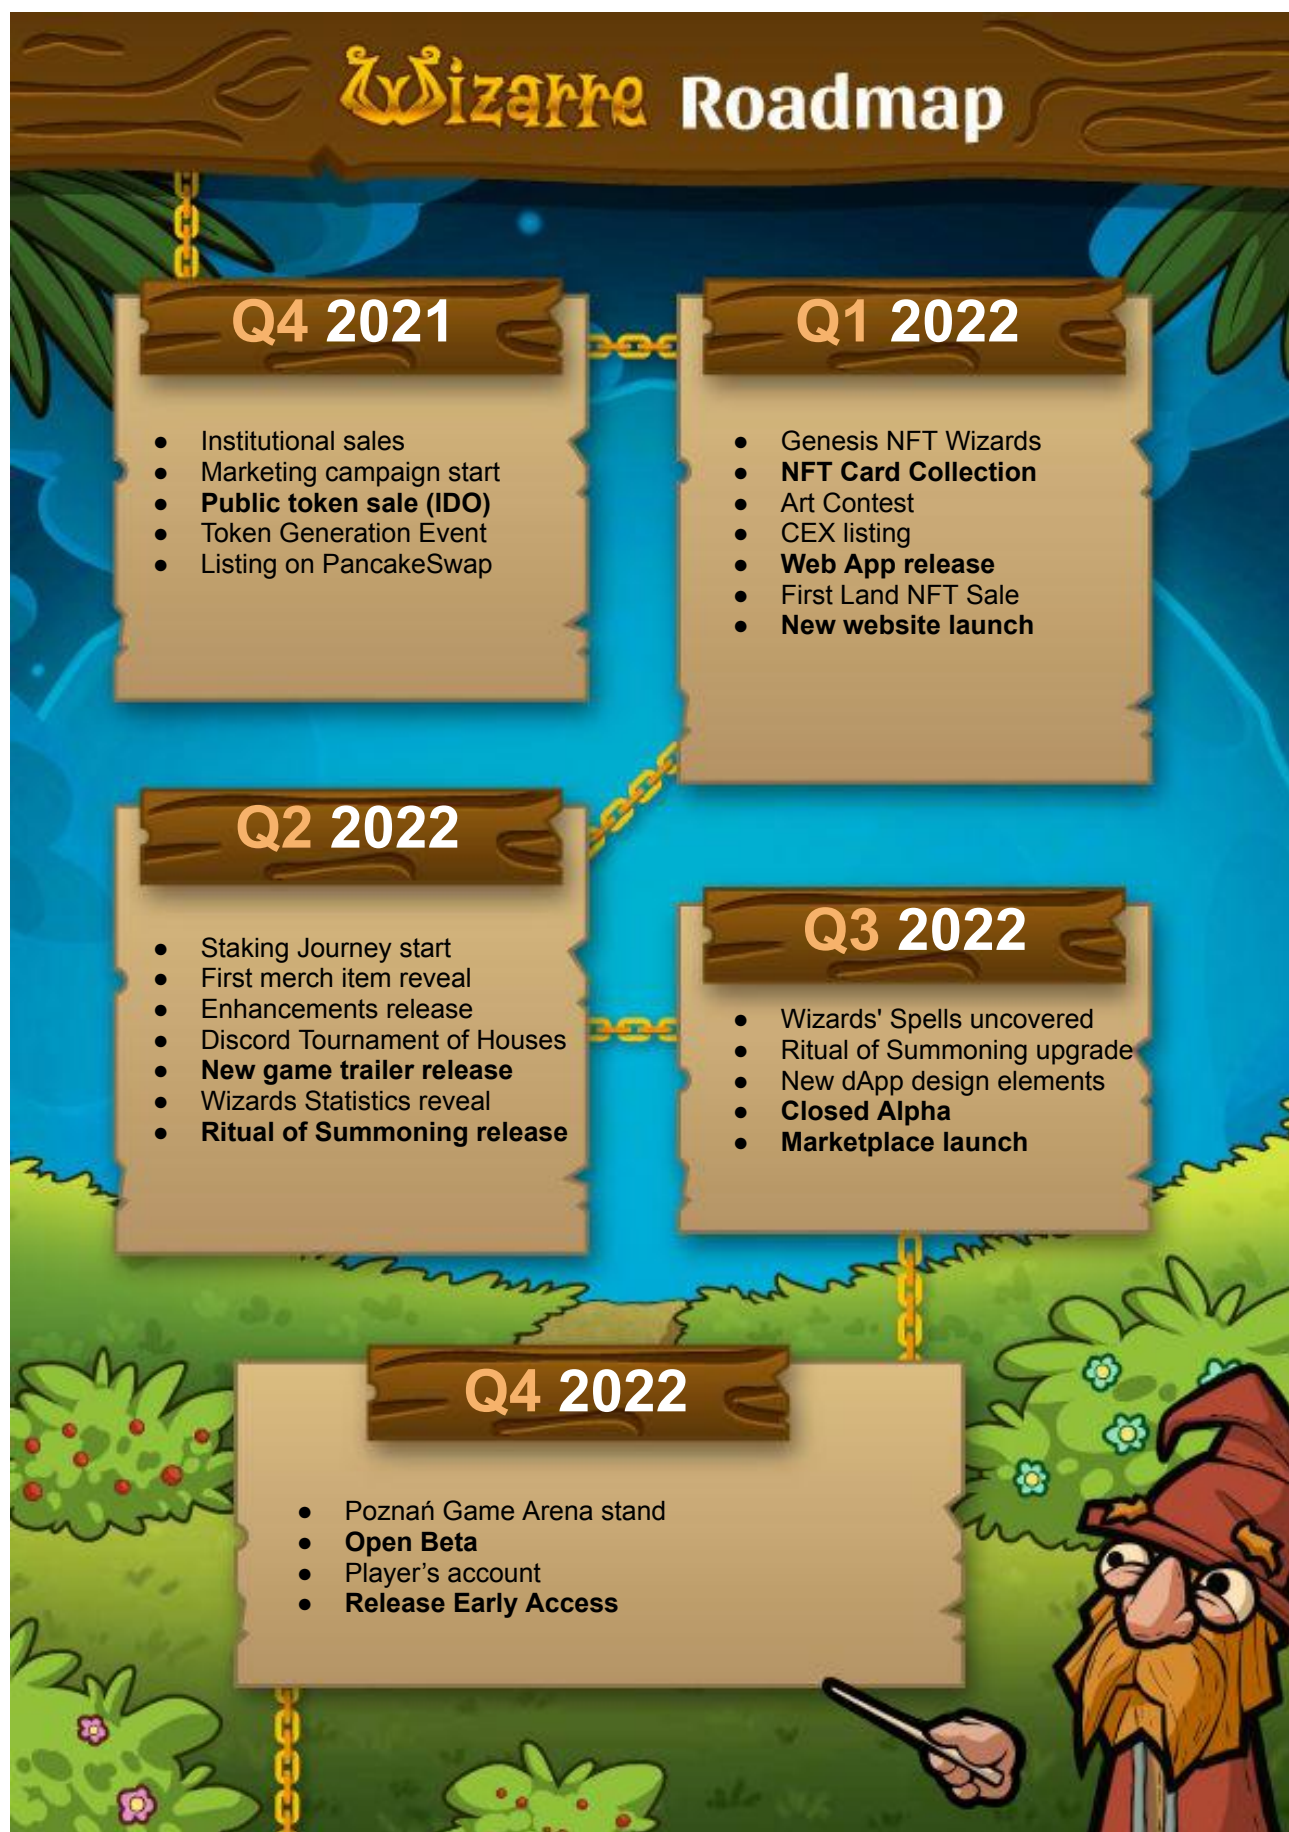 Wizarre Roadmap
Q4 2021
● Institutional sales
● Marketing campaign start
● Public token sale (IDO)
● Token Generation Event
● Listing on PancakeSwap
Q1 2022
● Genesis NFT Wizards
● NFT Card Collection
● Art Contest
● CEX listing
● Web App release
● First Land NFT Sale
● New website launch
Q2 2022
● Staking Journey start
● First merch item reveal
● Enhancements release
● Discord Tournament of Houses
● New game trailer release
● Wizards Statistics reveal
● Ritual of Summoning release
Q3 2022
● Wizards' Spells uncovered
● Ritual of Summoning upgrade
● New dApp design elements
● Closed Alpha
● Marketplace launch
Q4 2022
● Poznań Game Arena stand
● Open Beta
● Player’s account
● Release Early Access